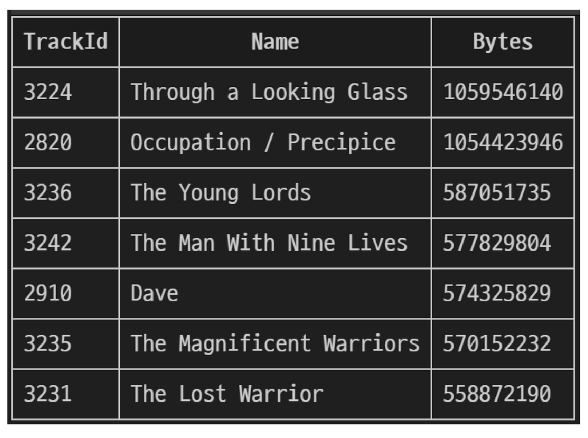 TrackId Name Bytes
3224 Through a Looking Glass 1059546140
2820 Occupation / Precipice 1054423946
3236 The Young Lords 587051735
3242 The Man With Nine Lives 577829804
2910 Dave 574325829
3235 The Magnificent Warriors 570152232
3231 The Lost Warrior 558872190